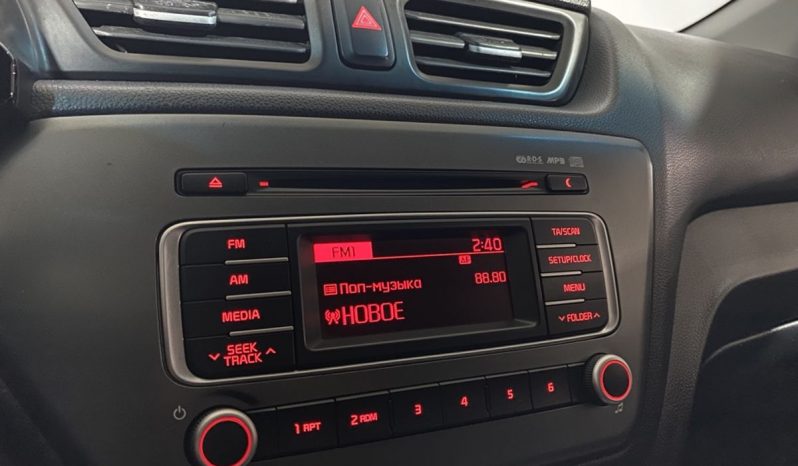 R·D·S MP3
FM
AM
MEDIA
SEEK
TRACK
FM1 2:40
AF
Поп-музыка 88.80
НОВОЕ
TA/SCAN
SETUP/CLOCK
MENU
FOLDER
1 RPT 2 RDM 3 4 5 6